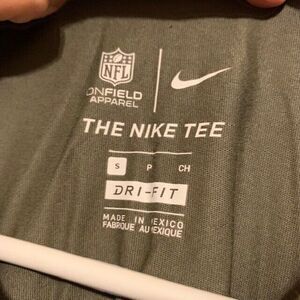 NFL
ONFIELD
APPAREL
THE NIKE TEE
S P CH
DRI-FIT
MADE IN MEXICO
FABRIQUE AU MEXIQUE